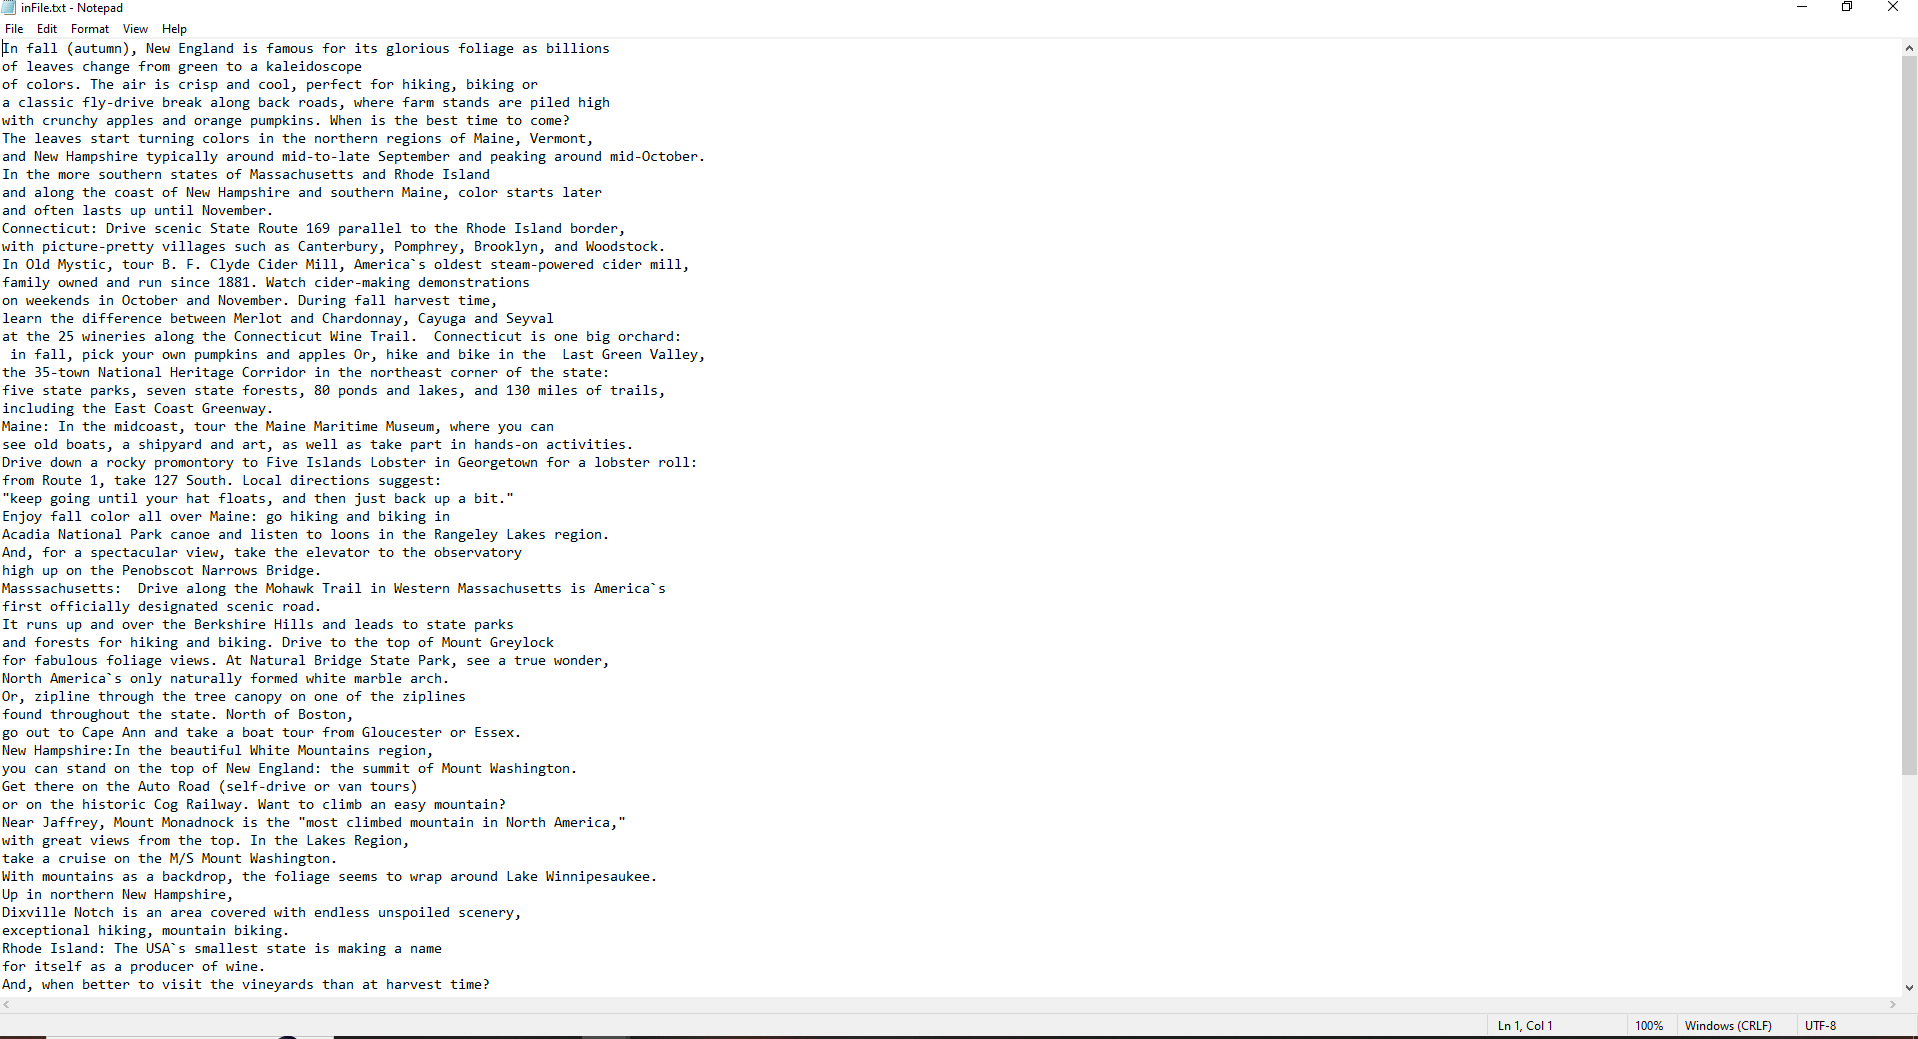 inFile.txt - Notepad
File Edit Format View Help
In fall (autumn), New England is famous for its glorious foliage as billions
of leaves change from green to a kaleidoscope
of colors. The air is crisp and cool, perfect for hiking, biking or
a classic fly-drive break along back roads, where farm stands are piled high
with crunchy apples and orange pumpkins. When is the best time to come?
The leaves start turning colors in the northern regions of Maine, Vermont,
and New Hampshire typically around mid-to-late September and peaking around mid-October.
In the more southern states of Massachusetts and Rhode Island
and along the coast of New Hampshire and southern Maine, color starts later
and often lasts up until November.
Connecticut: Drive scenic State Route 169 parallel to the Rhode Island border,
with picture-pretty villages such as Canterbury, Pomphrey, Brooklyn, and Woodstock.
In Old Mystic, tour B. F. Clyde Cider Mill, America`s oldest steam-powered cider mill,
family owned and run since 1881. Watch cider-making demonstrations
on weekends in October and November. During fall harvest time,
learn the difference between Merlot and Chardonnay, Cayuga and Seyval
at the 25 wineries along the Connecticut Wine Trail.  Connecticut is one big orchard:
 in fall, pick your own pumpkins and apples Or, hike and bike in the  Last Green Valley,
the 35-town National Heritage Corridor in the northeast corner of the state:
five state parks, seven state forests, 80 ponds and lakes, and 130 miles of trails,
including the East Coast Greenway.
Maine: In the midcoast, tour the Maine Maritime Museum, where you can
see old boats, a shipyard and art, as well as take part in hands-on activities.
Drive down a rocky promontory to Five Islands Lobster in Georgetown for a lobster roll:
from Route 1, take 127 South. Local directions suggest:
"keep going until your hat floats, and then just back up a bit."
Enjoy fall color all over Maine: go hiking and biking in
Acadia National Park canoe and listen to loons in the Rangeley Lakes region.
And, for a spectacular view, take the elevator to the observatory
high up on the Penobscot Narrows Bridge.
Masssachusetts:  Drive along the Mohawk Trail in Western Massachusetts is America`s
first officially designated scenic road.
It runs up and over the Berkshire Hills and leads to state parks
and forests for hiking and biking. Drive to the top of Mount Greylock
for fabulous foliage views. At Natural Bridge State Park, see a true wonder,
North America`s only naturally formed white marble arch.
Or, zipline through the tree canopy on one of the ziplines
found throughout the state. North of Boston,
go out to Cape Ann and take a boat tour from Gloucester or Essex.
New Hampshire:In the beautiful White Mountains region,
you can stand on the top of New England: the summit of Mount Washington.
Get there on the Auto Road (self-drive or van tours)
or on the historic Cog Railway. Want to climb an easy mountain?
Near Jaffrey, Mount Monadnock is the "most climbed mountain in North America,"
with great views from the top. In the Lakes Region,
take a cruise on the M/S Mount Washington.
With mountains as a backdrop, the foliage seems to wrap around Lake Winnipesaukee.
Up in northern New Hampshire,
Dixville Notch is an area covered with endless unspoiled scenery,
exceptional hiking, mountain biking.
Rhode Island: The USA`s smallest state is making a name
for itself as a producer of wine.
And, when better to visit the vineyards than at harvest time?
Ln 1, Col 1 100% Windows (CRLF) UTF-8